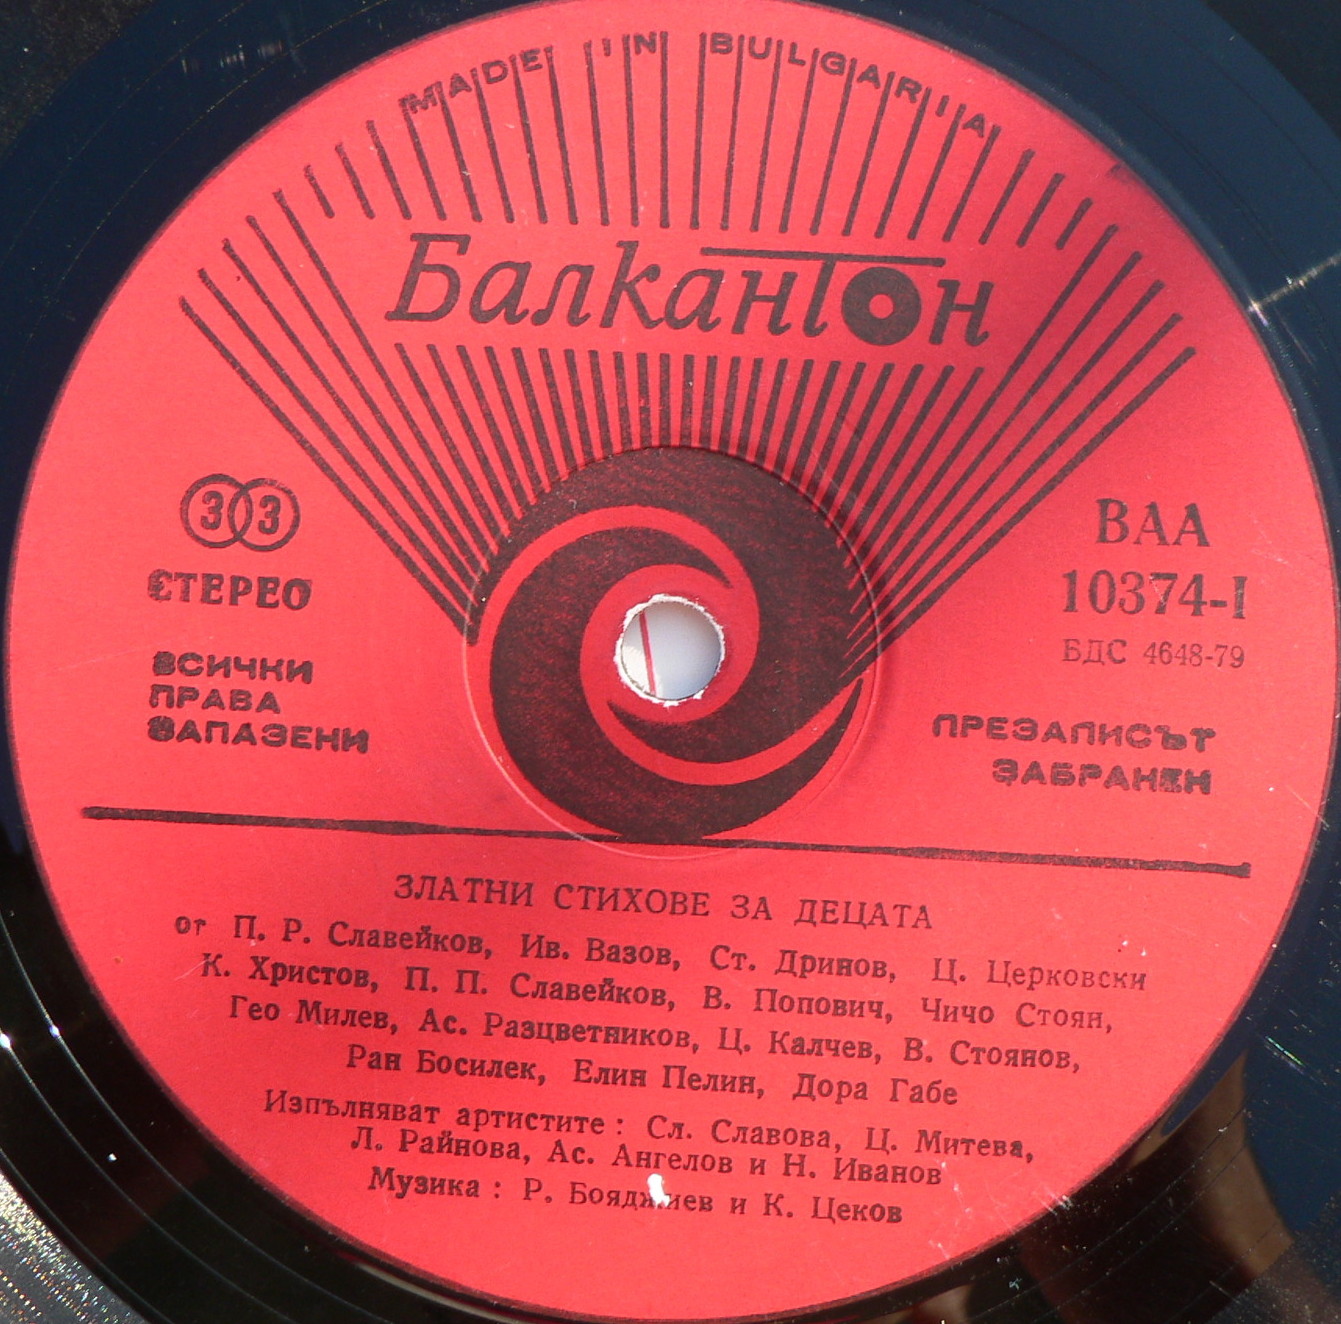 MADE IN BULGARIA
Балкантон
33
СТЕРЕО
ВСИЧКИ
ПРАВА
ЗАПАЗЕНИ
ВАА
10374-I
БДС 4648-79
ПРЕЗАПИСЪТ
ЗАБРАНЕН
ЗЛАТНИ СТИХОВЕ ЗА ДЕЦАТА
от П. Р. Славейков, Ив. Вазов, Ст. Дринов, Ц. Церковски
К. Христов, П. П. Славейков, В. Попович, Чичо Стоян,
Гео Милев, Ас. Разцветников, Ц. Калчев, В. Стоянов,
Ран Босилек, Елин Пелин, Дора Габе
Изпълняват артистите : Сл. Славова, Ц. Митева,
Л. Райнова, Ас. Ангелов и Н. Иванов
Музика : Р. Бояджиев и К. Цеков